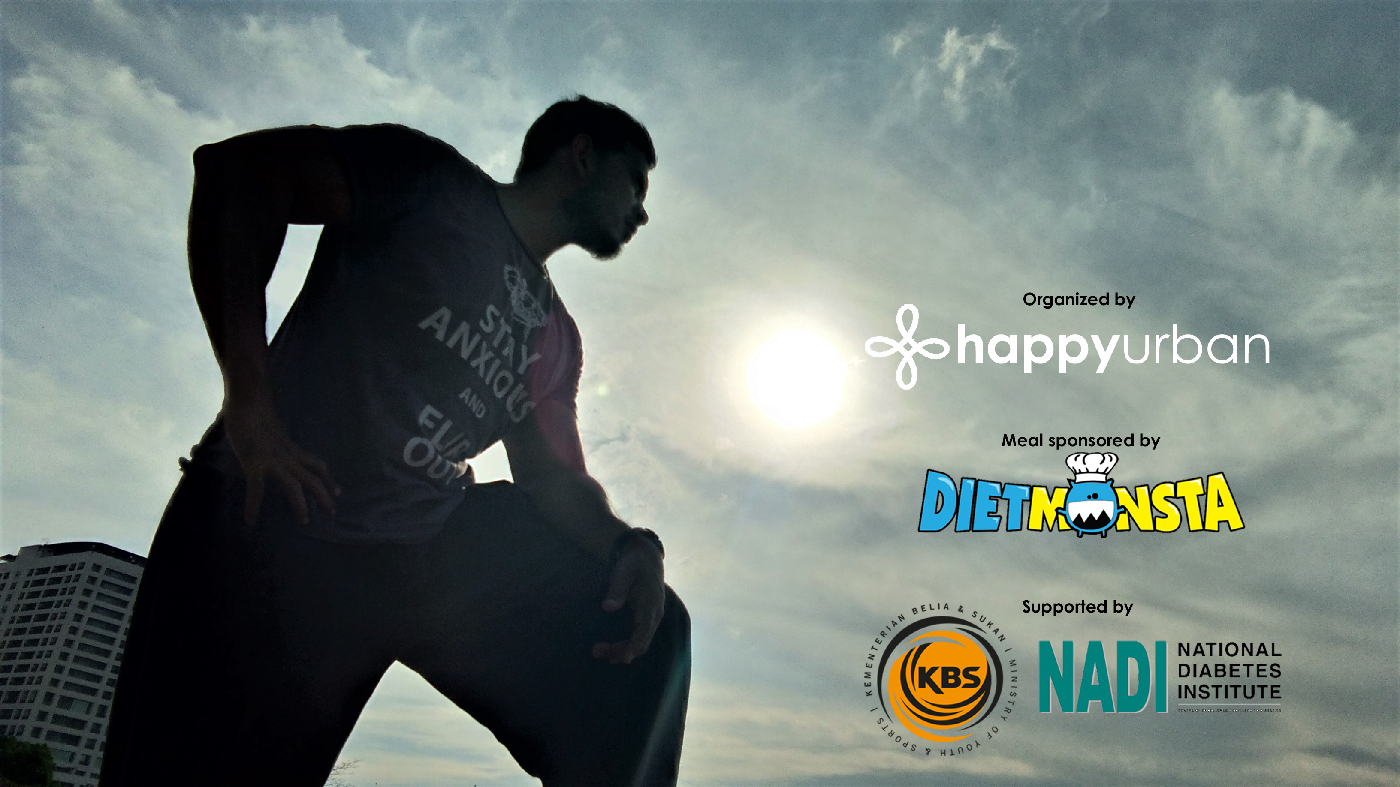 STAY
ANXIOUS
AND
Organized by
happyurban
Meal sponsored by
DIETMONSTA
Supported by
KEMENTERIAN BELIA & SUKAN | MINISTRY OF YOUTH & SPORTS |
KBS
NADI
NATIONAL
DIABETES
INSTITUTE